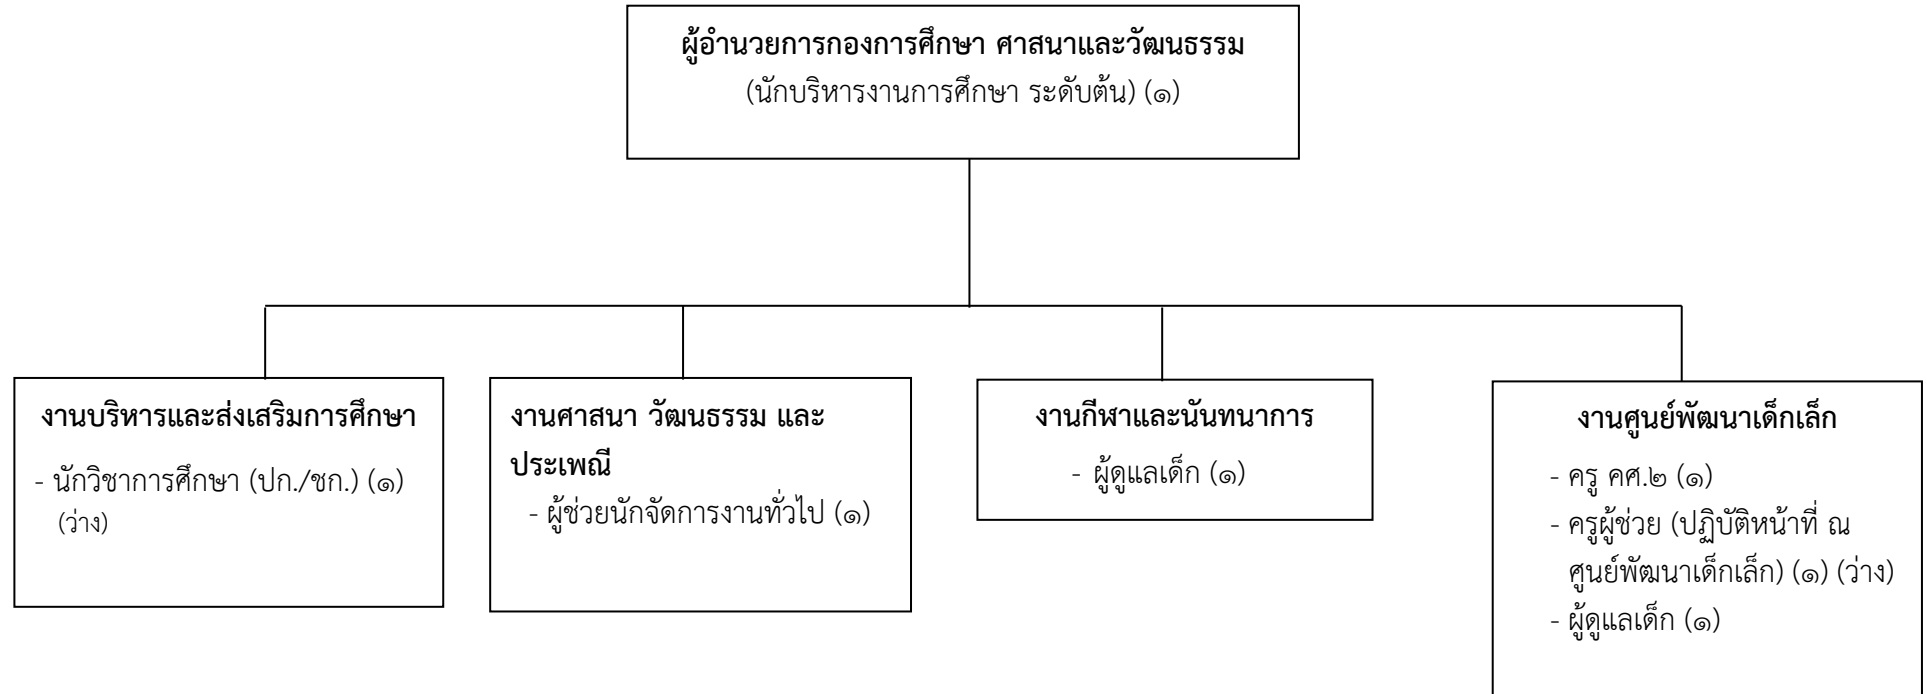 ผู้อำนวยการกองการศึกษา ศาสนาและวัฒนธรรม
(นักบริหารงานการศึกษา ระดับต้น) (๑)
งานบริหารและส่งเสริมการศึกษา
- นักวิชาการศึกษา (ปก./ชก.) (๑)
(ว่าง)
งานศาสนา วัฒนธรรม และ
ประเพณี
- ผู้ช่วยนักจัดการงานทั่วไป (๑)
งานกีฬาและนันทนาการ
- ผู้ดูแลเด็ก (๑)
งานศูนย์พัฒนาเด็กเล็ก
- ครู คศ.๒ (๑)
- ครูผู้ช่วย (ปฏิบัติหน้าที่ ณ
ศูนย์พัฒนาเด็กเล็ก) (๑) (ว่าง)
- ผู้ดูแลเด็ก (๑)